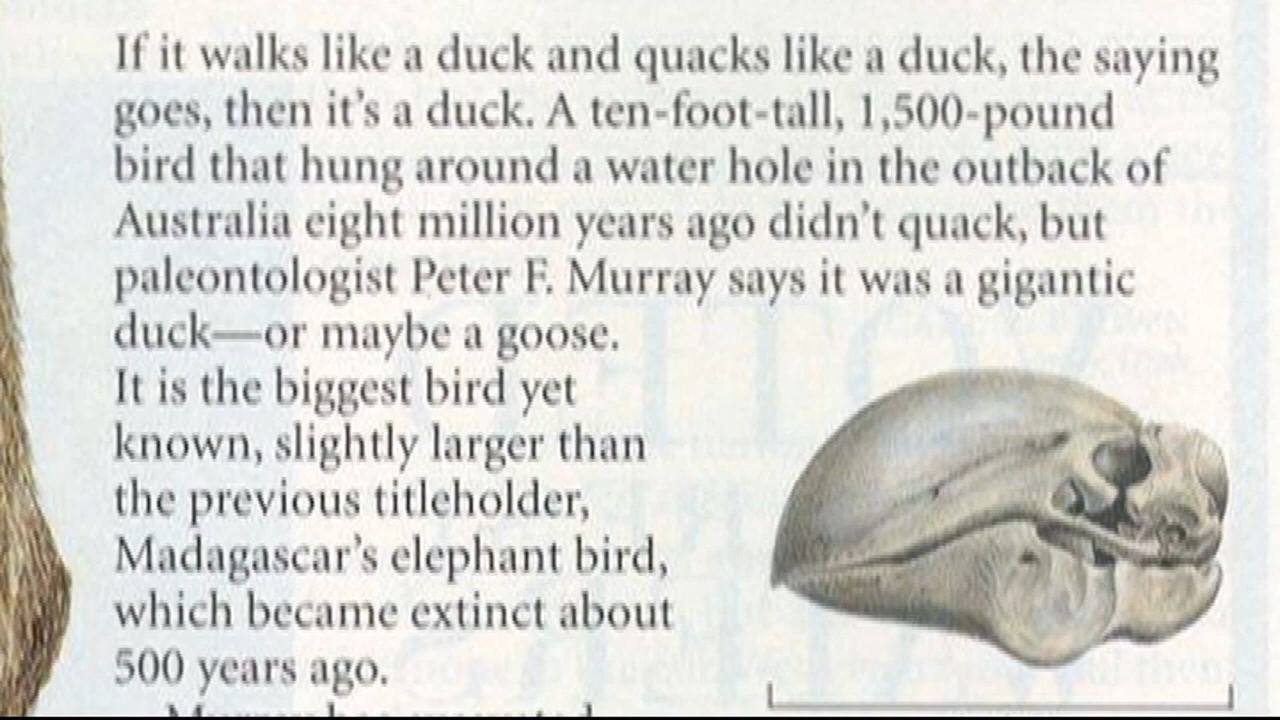 If it walks like a duck and quacks like a duck, the saying
goes, then it's a duck. A ten-foot-tall, 1,500-pound
bird that hung around a water hole in the outback of
Australia eight million years ago didn't quack, but
paleontologist Peter F. Murray says it was a gigantic
duck—or maybe a goose.
It is the biggest bird yet
known, slightly larger than
the previous titleholder,
Madagascar's elephant bird,
which became extinct about
500 years ago.